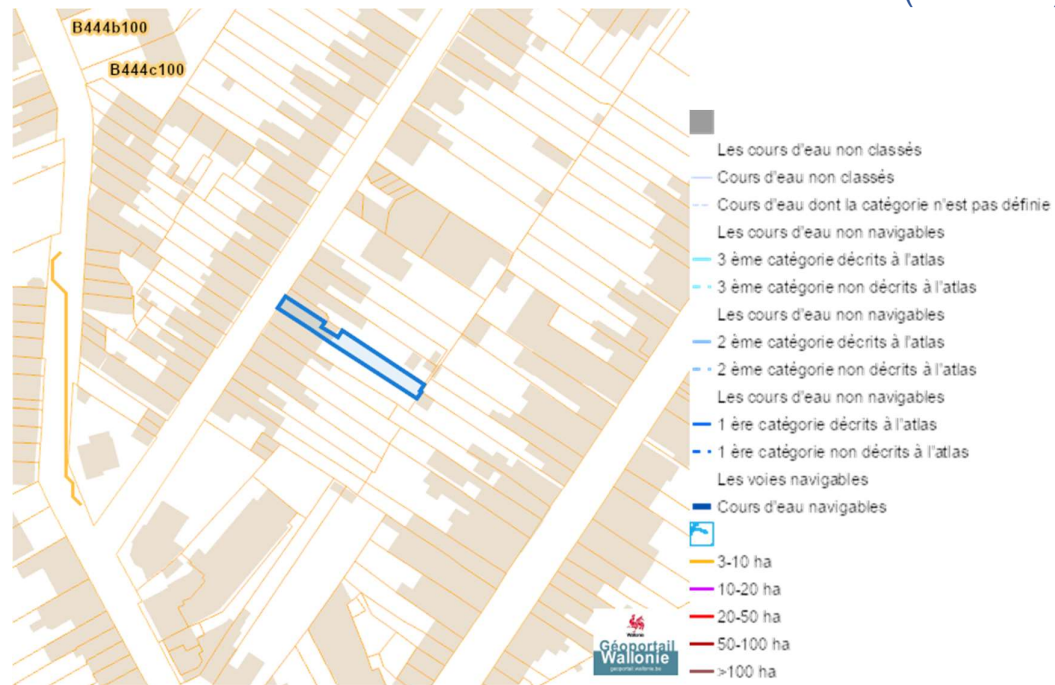 B444b100
B444c100
Les cours d'eau non classés
Cours d'eau non classés
Cours d'eau dont la catégorie n'est pas définie
Les cours d'eau non navigables
3 ème catégorie décrits à l'atlas
3 ème catégorie non décrits à l'atlas
Les cours d'eau non navigables
2 ème catégorie décrits à l'atlas
2 ème catégorie non décrits à l'atlas
Les cours d'eau non navigables
1 ère catégorie décrits à l'atlas
1 ère catégorie non décrits à l'atlas
Les voies navigables
Cours d'eau navigables
3-10 ha
10-20 ha
20-50 ha
50-100 ha
>100 ha
Wallonie
Géoportail
Wallonie
geoportail.wallonie.be